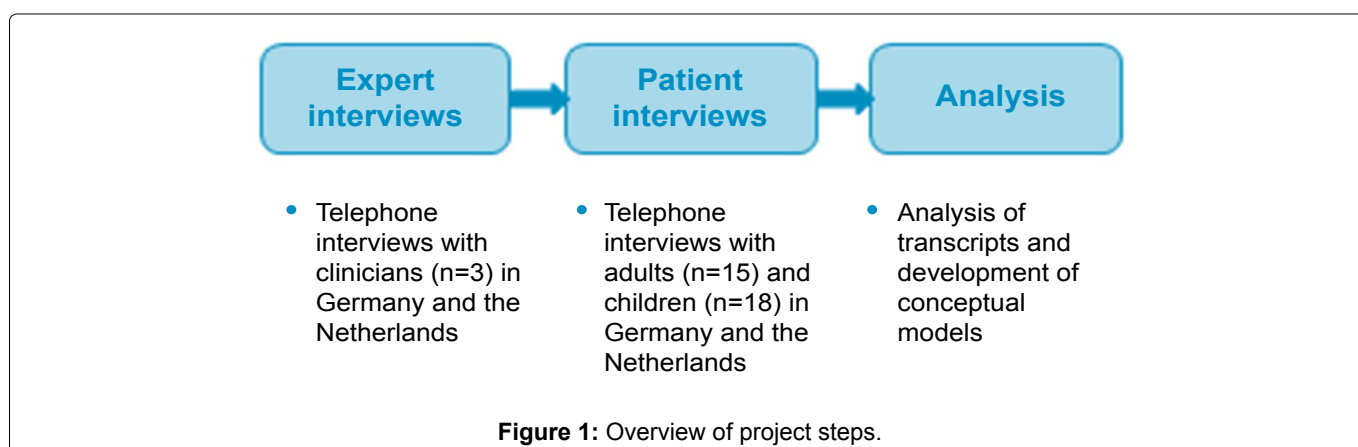 Expert
interviews
Patient
interviews
Analysis
• Telephone
interviews with
clinicians (n=3) in
Germany and the
Netherlands
• Telephone
interviews with
adults (n=15) and
children (n=18) in
Germany and the
Netherlands
• Analysis of
transcripts and
development of
conceptual
models
Figure 1: Overview of project steps.